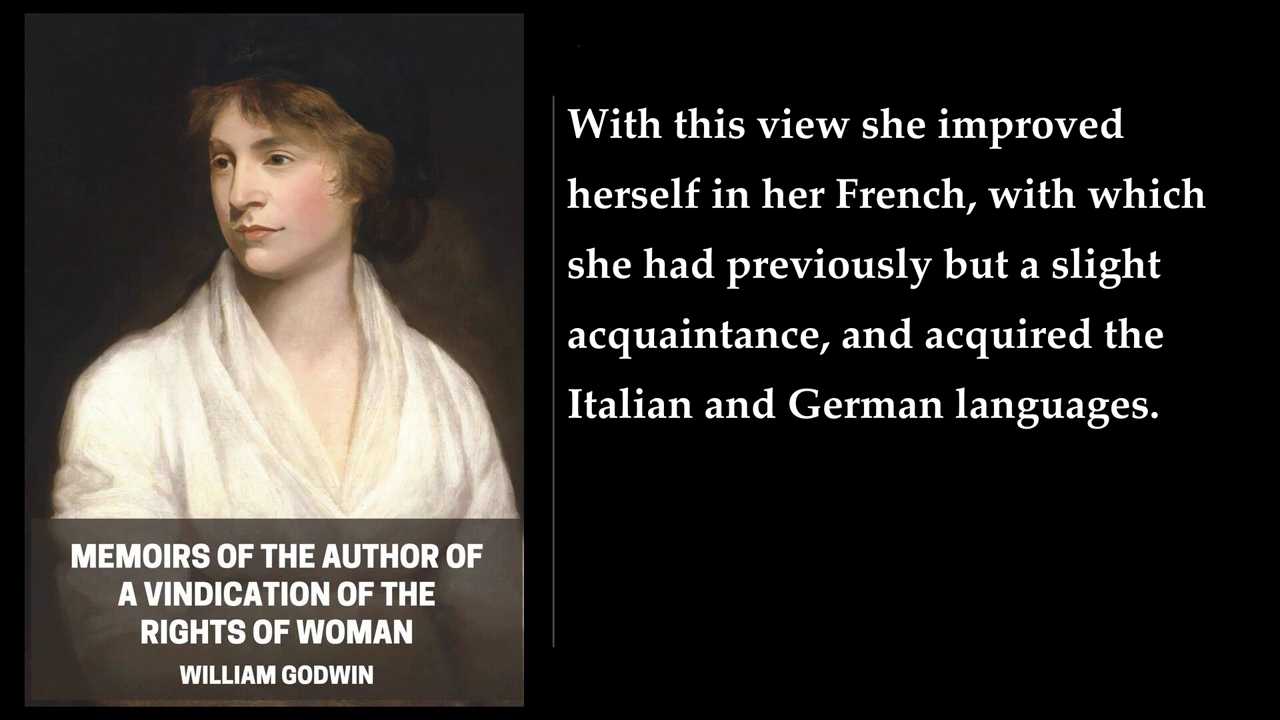 With this view she improved
herself in her French, with which
she had previously but a slight
acquaintance, and acquired the
Italian and German languages.
MEMOIRS OF THE AUTHOR OF
A VINDICATION OF THE
RIGHTS OF WOMAN
WILLIAM GODWIN